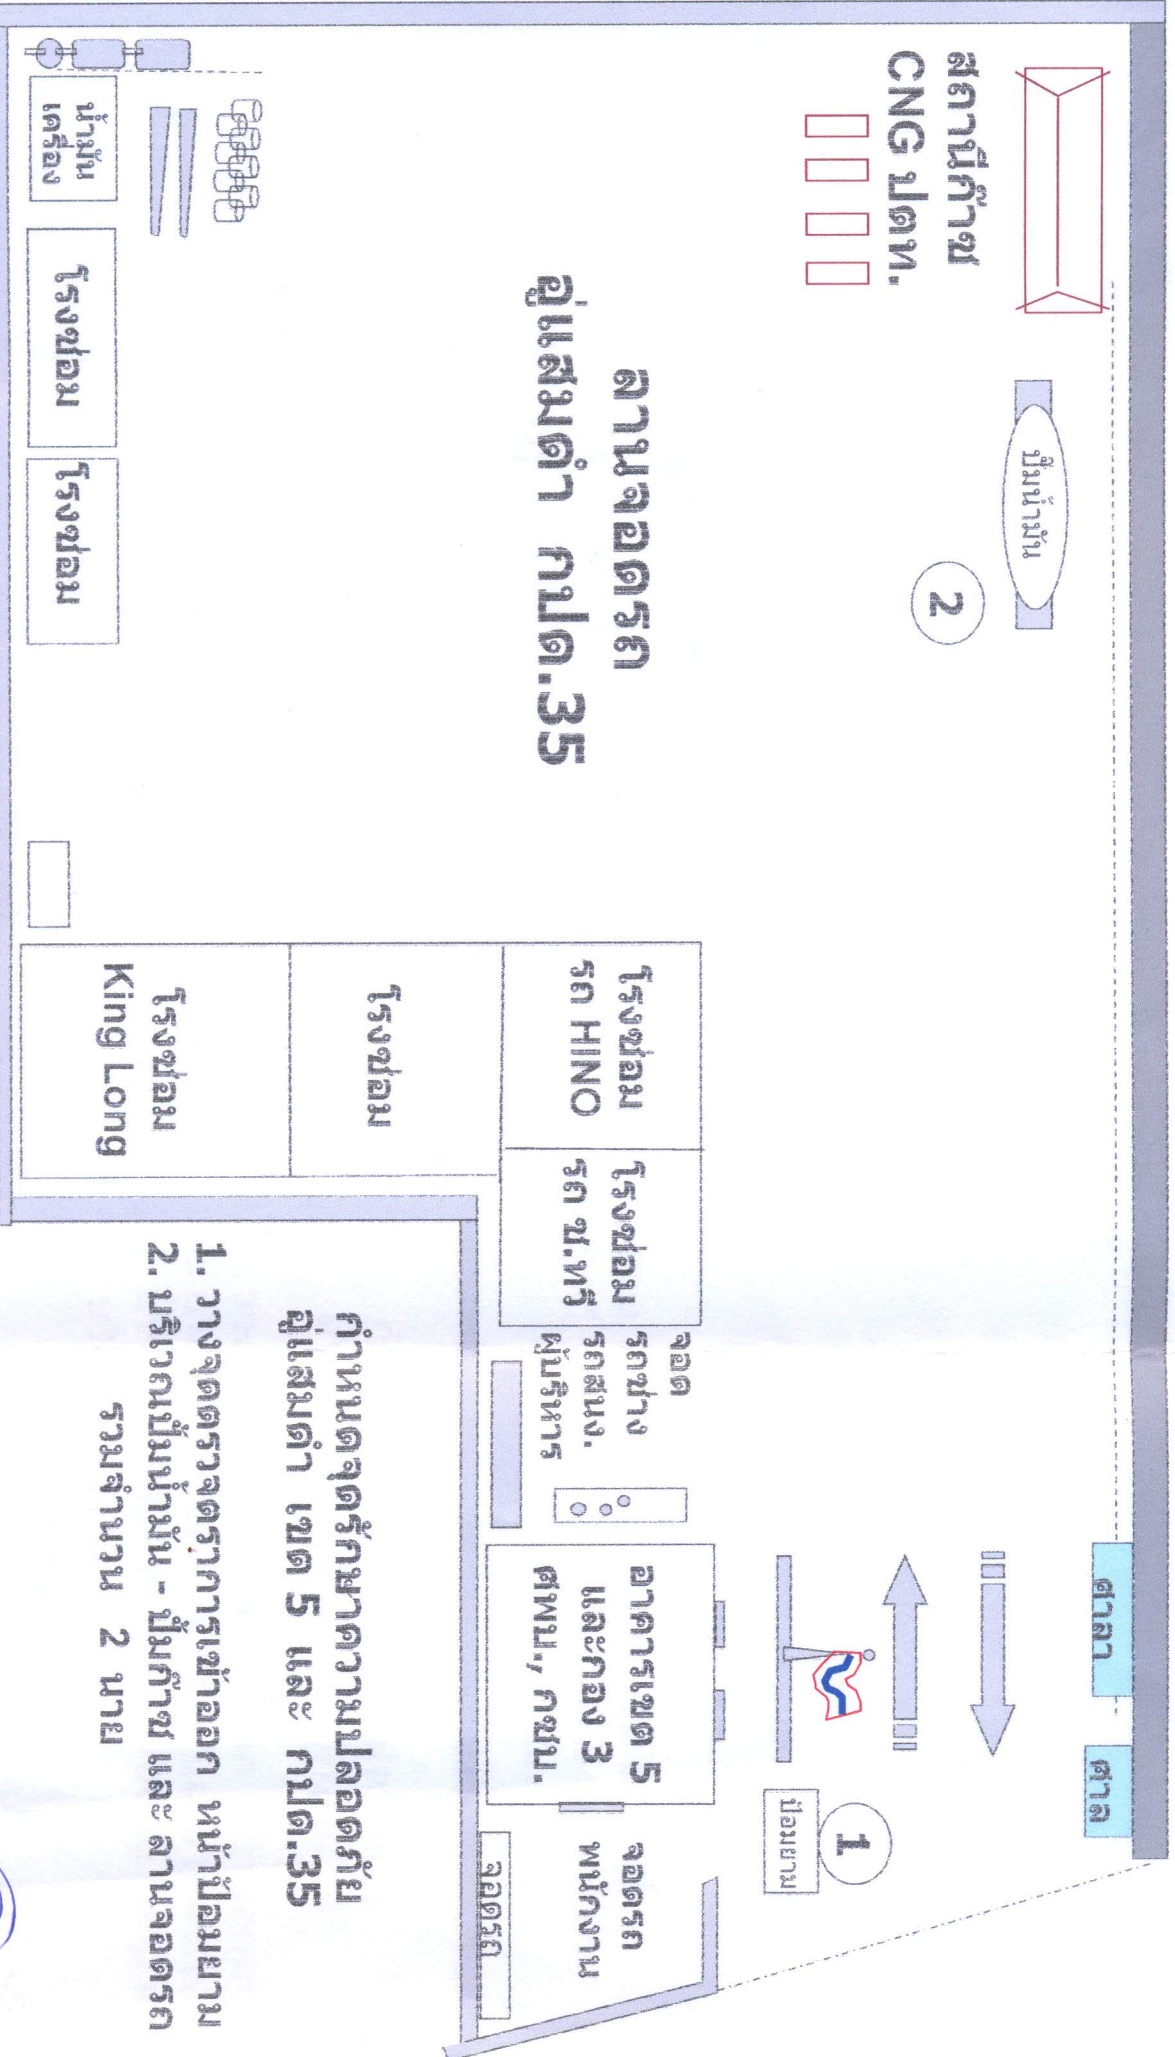 สถานีก๊าซ
CNG ปตท.
ปั๊มน้ำมัน
2
ศาลา
ศาล
ลานจอดรถ
อู่แสมดำ กปด.35
น้ำมัน
เครื่อง
โรงซ่อม
โรงซ่อม
โรงซ่อม
รถ HINO
โรงซ่อม
รถ ช.ทวี
โรงซ่อม
โรงซ่อม
King Long
จอด
รถช่าง
รถสนง.
ผู้บริหาร
อาคารเขต 5
และกอง 3
ศพป., กซบ.
1
ป้อมยาม
จอดรถ
พนักงาน
จอดรถ
กำหนดจุดรักษาความปลอดภัย
อู่แสมดำ เขต 5 และ กปด.35
1. วางจุดตรวจตราการเข้าออก หน้าป้อมยาม
2. บริเวณปั๊มน้ำมัน - ปั๊มก๊าซ และ ลานจอดรถ
รวมจำนวน 2 นาย